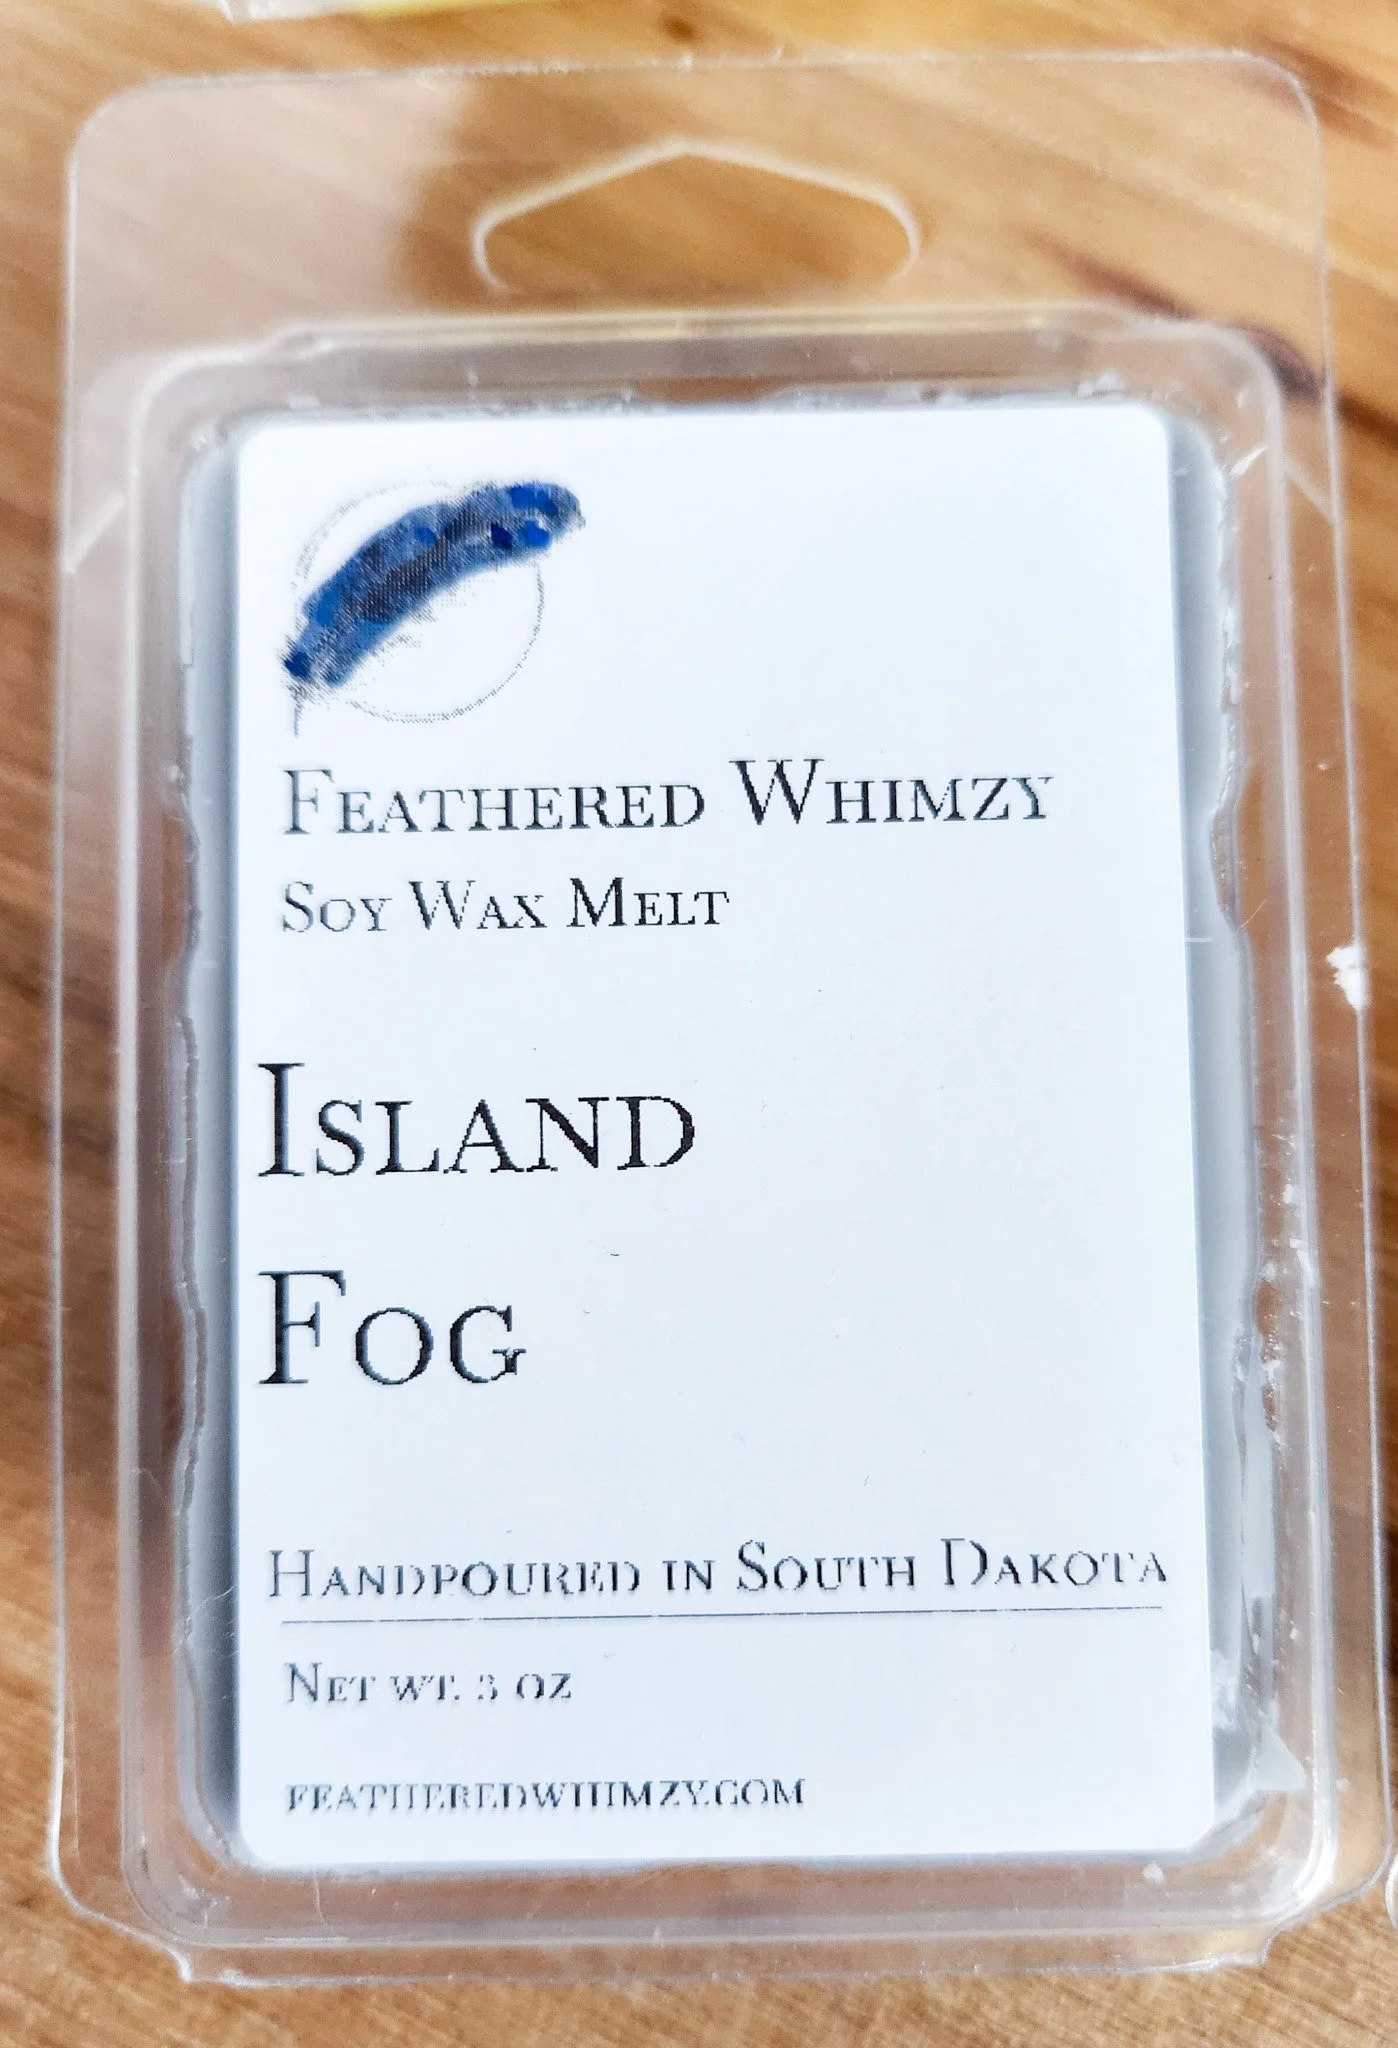 Feathered Whimzy
Soy Wax Melt
Island
Fog
Handpoured in South Dakota
Net wt. 3 oz
featheredwhimzy.com